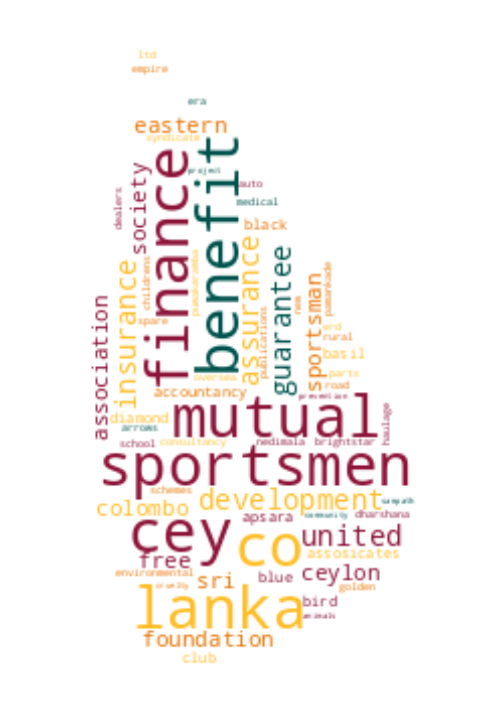 ltd
empire
era
eastern
syndicate
project
finance
benefit
society
auto
dealers
medical
black
assurance
guarantee
insurance
childrens
sportsman
new
publications
association
spare
erd
rural
basil
oversea
parts
accountancy
road
prevention
mutual
diamond
arrows
haulage
school
consultancy
nedimala
brightstar
sportsmen
schemes
development
sampath
colombo
apsara
community
dharshana
cey
co
united
free
assosicates
environmental
sri
blue
ceylon
golden
lanka
bird
animals
foundation
club